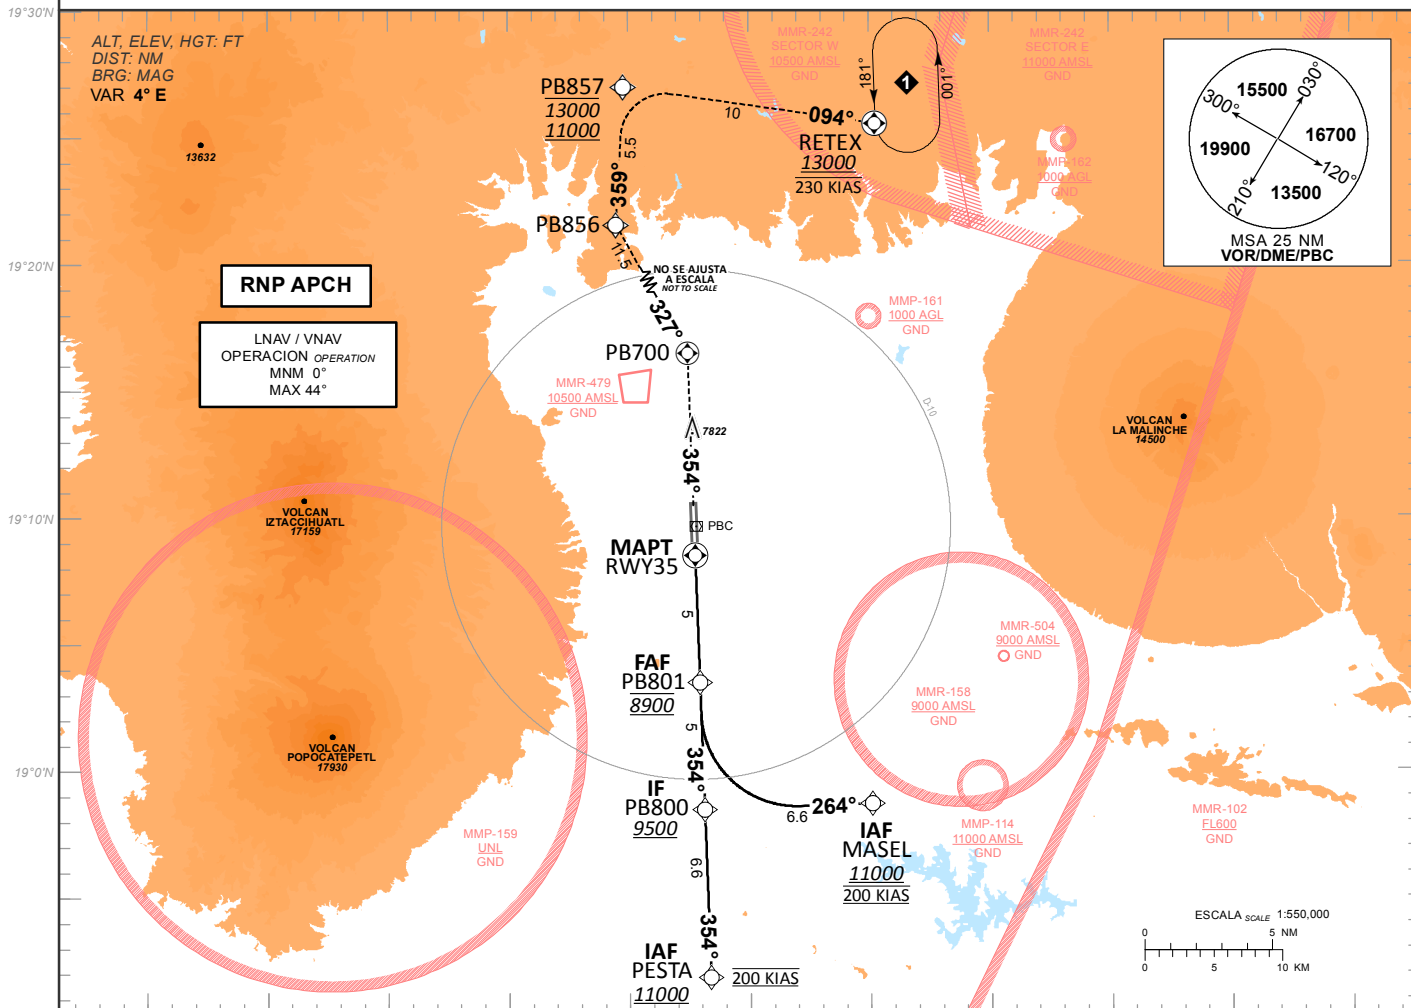 19°30'N
ALT, ELEV, HGT: FT
DIST: NM
BRG: MAG
VAR 4° E
13632
PB857
13000
11000
10
094°
5.5
359°
RETEX
13000
230 KIAS
181°
1
001°
MMR-242
SECTOR W
10500 AMSL
GND
MMR-242
SECTOR E
11000 AMSL
GND
MMP-162
1000 AGL
GND
15500
030°
300°
19900
16700
120°
210°
13500
MSA 25 NM
VOR/DME/PBC
PB856
11.5
19°20'N
RNP APCH
NO SE AJUSTA
A ESCALA
NOT TO SCALE
327°
LNAV / VNAV
OPERACION OPERATION
MNM 0°
MAX 44°
PB700
MMP-161
1000 AGL
GND
MMR-479
10500 AMSL
GND
D-10
VOLCAN
LA MALINCHE
14500
7822
354°
19°10'N
VOLCAN
IZTACCIHUATL
17159
PBC
MAPT
RWY35
5
MMR-504
9000 AMSL
GND
FAF
PB801
8900
MMR-158
9000 AMSL
GND
5
354°
VOLCAN
POPOCATEPETL
17930
19°0'N
IF
PB800
9500
6.6
264°
IAF
MASEL
11000
200 KIAS
MMP-159
UNL
GND
MMP-114
11000 AMSL
GND
MMR-102
FL600
GND
6.6
354°
IAF
PESTA
11000
200 KIAS
ESCALA SCALE 1:550,000
0 5 NM
0 5 10 KM